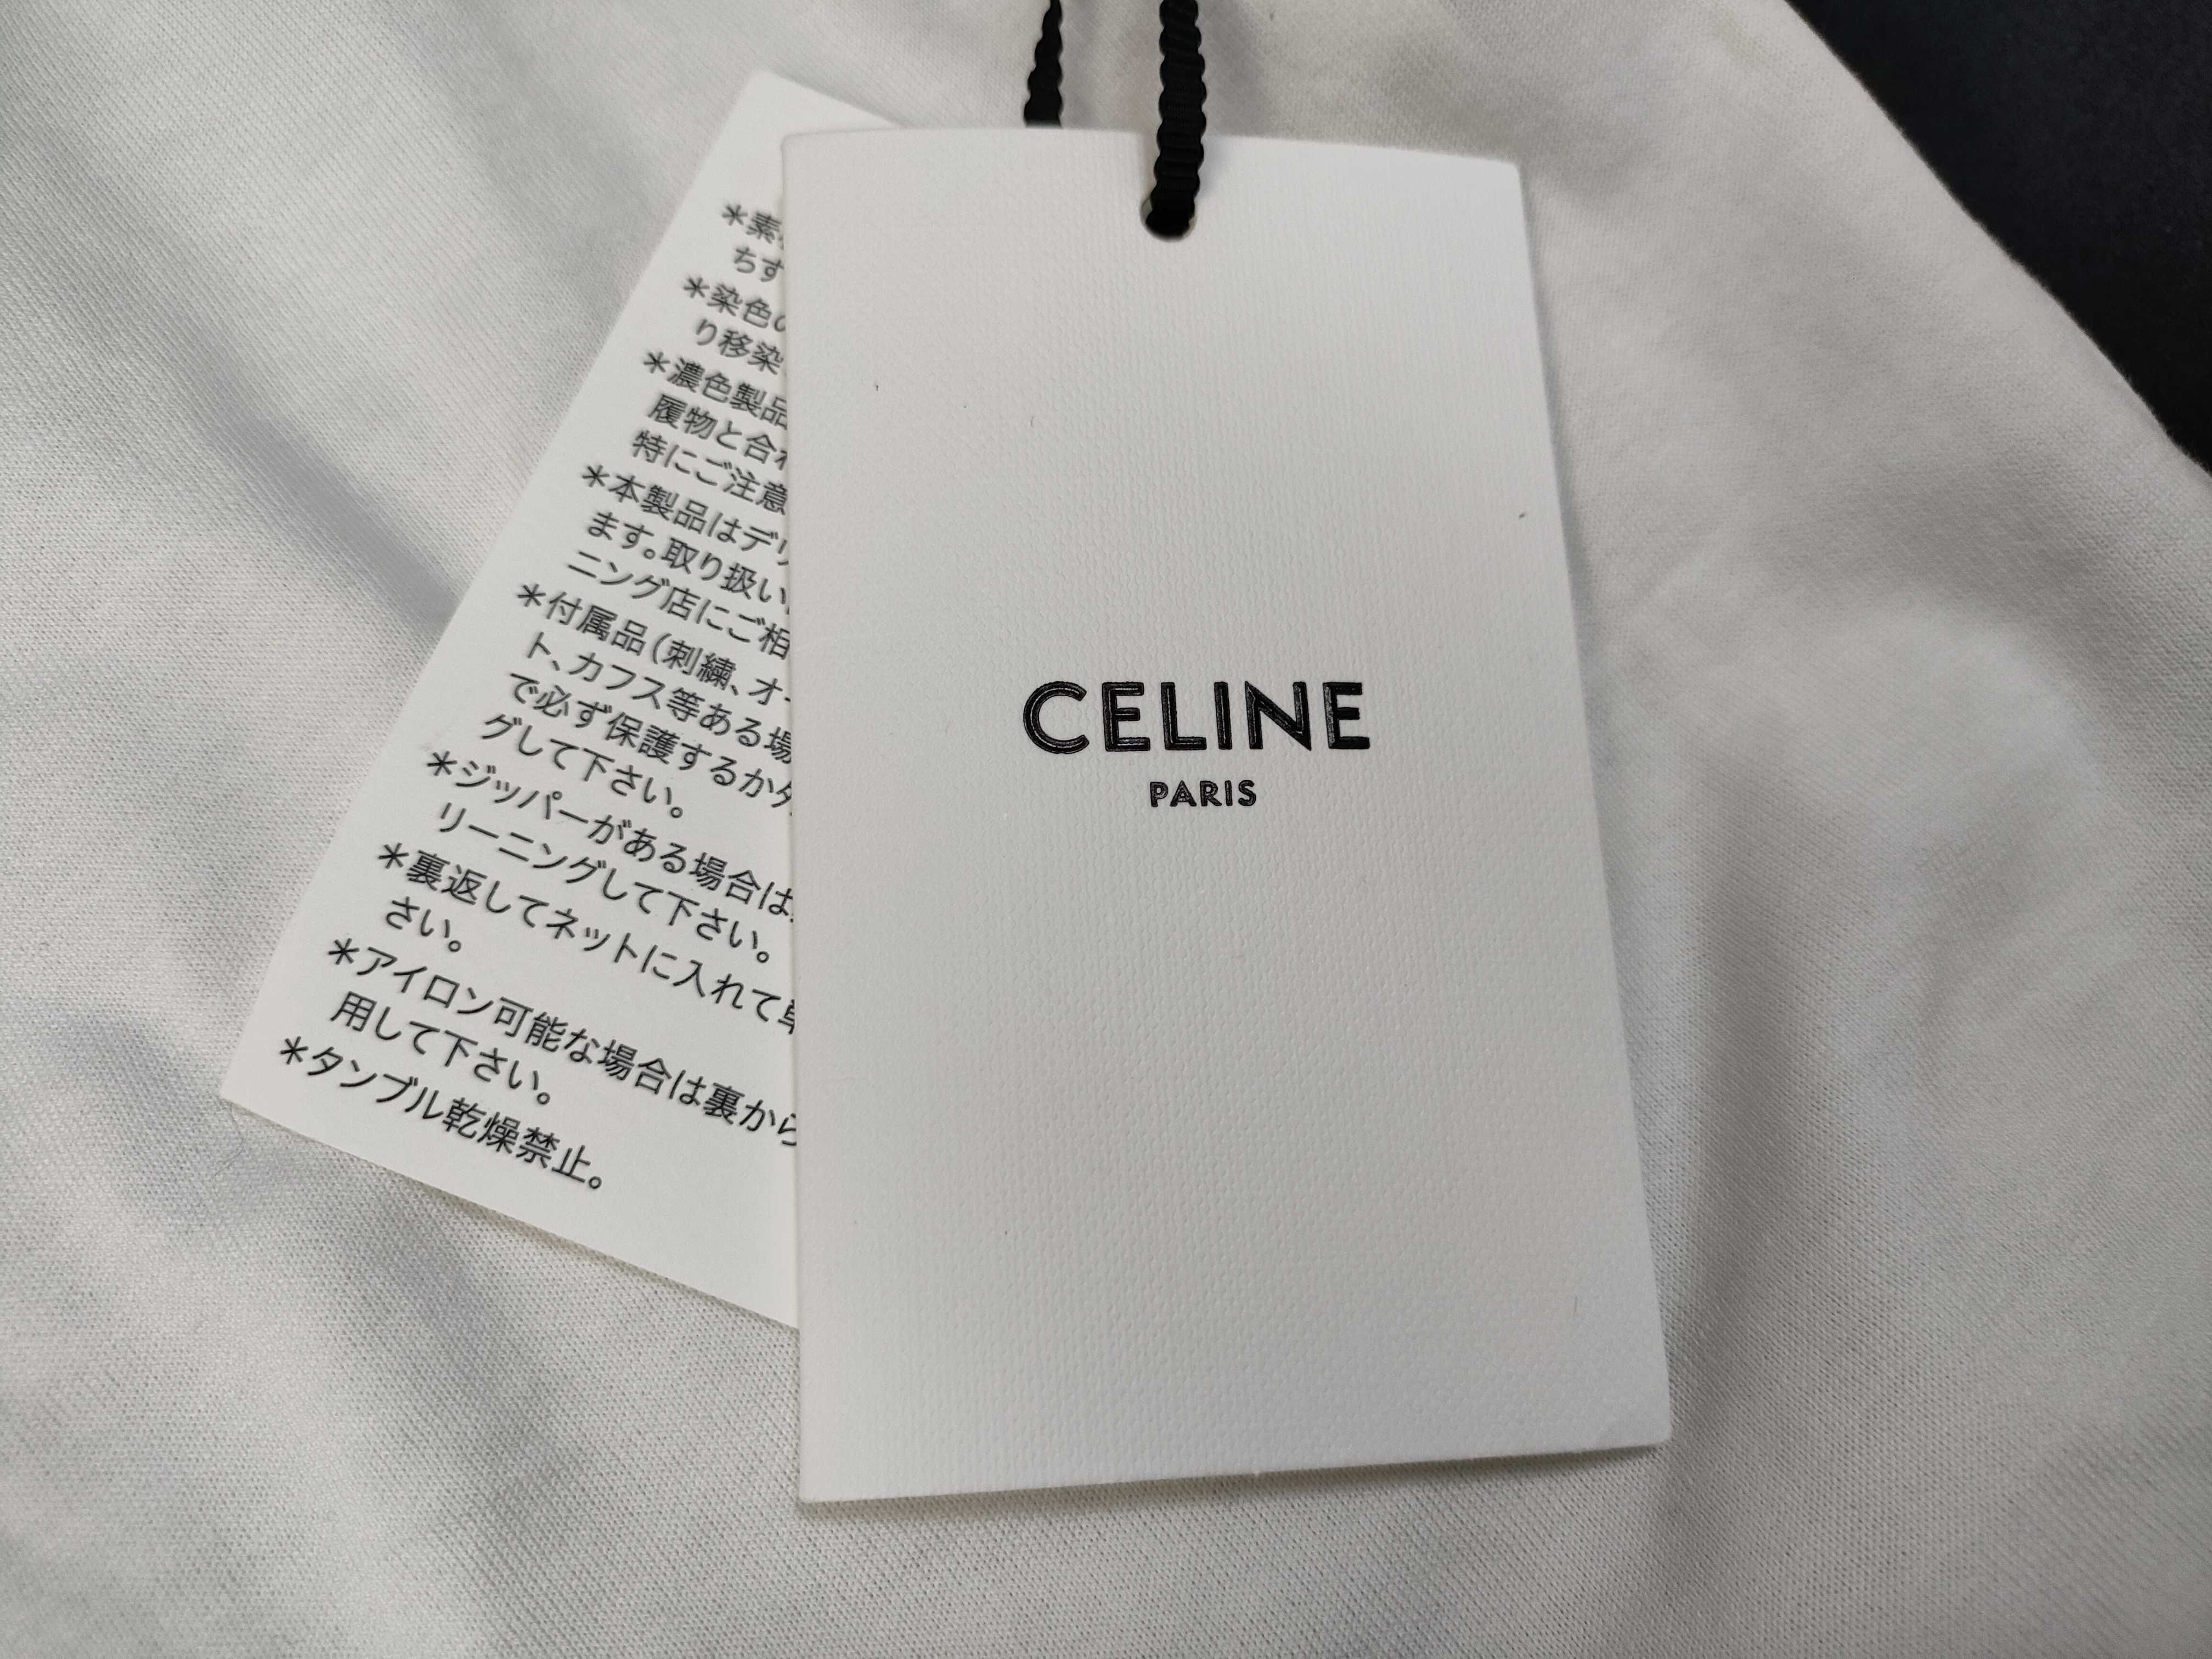 ＊素
ちす
＊染色の
り移染
＊濃色製品
履物と合わ
特にご注意
＊本製品はデリ
ます。取り扱い
ニング店にご相
＊付属品(刺繍、オー
ト、カフス等ある場
で必ず保護するかタ
グして下さい。
＊ジッパーがある場合は
リーニングして下さい。
＊裏返してネットに入れて
さい。
＊アイロン可能な場合は裏から
用して下さい。
＊タンブル乾燥禁止。
CELINE
PARIS